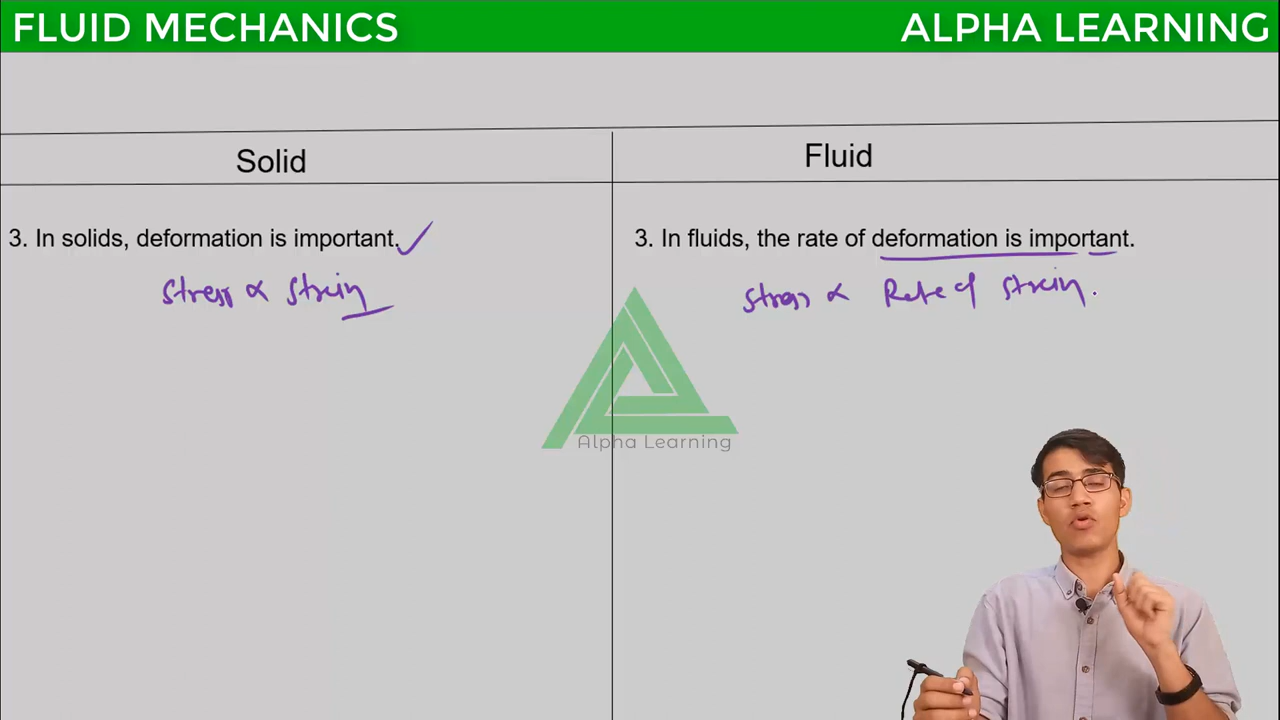 FLUID MECHANICS
ALPHA LEARNING
Solid
Fluid
3. In solids, deformation is important.
stress ∝ strain
3. In fluids, the rate of deformation is important.
stress ∝ Rate of strain.
Alpha Learning